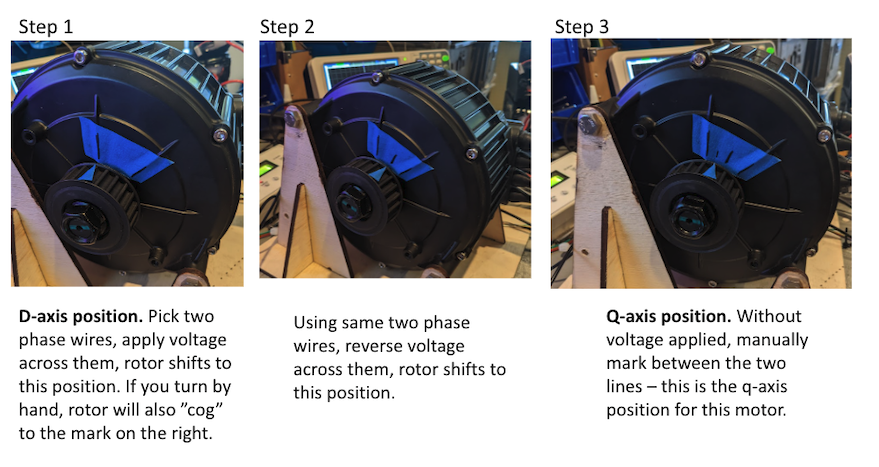 Step 1
Step 2
Step 3
D-axis position. Pick two
phase wires, apply voltage
across them, rotor shifts to
this position. If you turn by
hand, rotor will also ”cog”
to the mark on the right.
Using same two phase
wires, reverse voltage
across them, rotor shifts to
this position.
Q-axis position. Without
voltage applied, manually
mark between the two
lines – this is the q-axis
position for this motor.